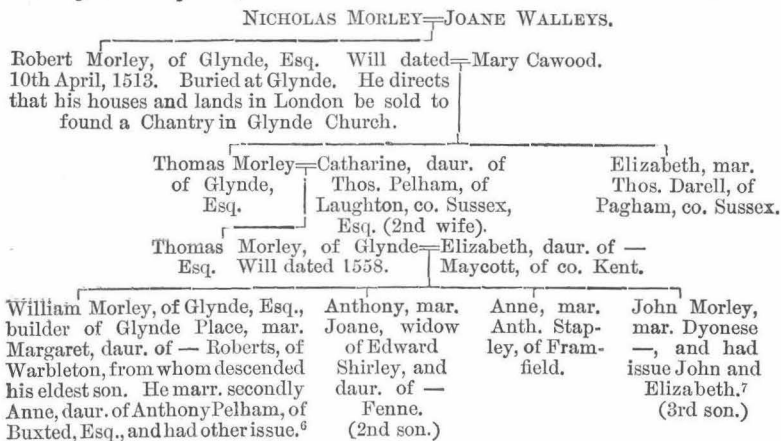 NICHOLAS MORLEY=JOANE WALLEYS.
Robert Morley, of Glynde, Esq. Will dated=Mary Cawood.
10th April, 1513. Buried at Glynde. He directs
that his houses and lands in London be sold to
found a Chantry in Glynde Church.
Thomas Morley=Catharine, daur. of
of Glynde, Thos. Pelham, of
Esq. Laughton, co. Sussex,
Esq. (2nd wife).
Elizabeth, mar.
Thos. Darell, of
Pagham, co. Sussex.
Thomas Morley, of Glynde=Elizabeth, daur. of —
Esq. Will dated 1558. Maycott, of co. Kent.
William Morley, of Glynde, Esq.,
builder of Glynde Place, mar.
Margaret, daur. of — Roberts, of
Warbleton, from whom descended
his eldest son. He marr. secondly
Anne, daur. of Anthony Pelham, of
Buxted, Esq., and had other issue.⁶
Anthony, mar.
Joane, widow
of Edward
Shirley, and
daur. of —
Fenne.
(2nd son.)
Anne, mar.
Anth. Stap-
ley, of Fram-
field.
John Morley,
mar. Dyonese
—, and had
issue John and
Elizabeth.⁷
(3rd son.)